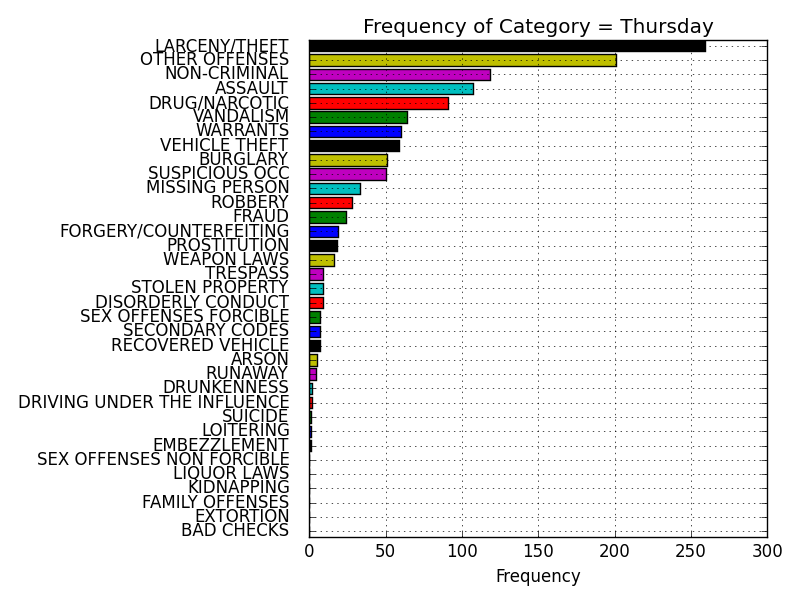 Frequency of Category = Thursday
LARCENY/THEFT
OTHER OFFENSES
NON-CRIMINAL
ASSAULT
DRUG/NARCOTIC
VANDALISM
WARRANTS
VEHICLE THEFT
BURGLARY
SUSPICIOUS OCC
MISSING PERSON
ROBBERY
FRAUD
FORGERY/COUNTERFEITING
PROSTITUTION
WEAPON LAWS
TRESPASS
STOLEN PROPERTY
DISORDERLY CONDUCT
SEX OFFENSES FORCIBLE
SECONDARY CODES
RECOVERED VEHICLE
ARSON
RUNAWAY
DRUNKENNESS
DRIVING UNDER THE INFLUENCE
SUICIDE
LOITERING
EMBEZZLEMENT
SEX OFFENSES NON FORCIBLE
LIQUOR LAWS
KIDNAPPING
FAMILY OFFENSES
EXTORTION
BAD CHECKS
0 50 100 150 200 250 300
Frequency